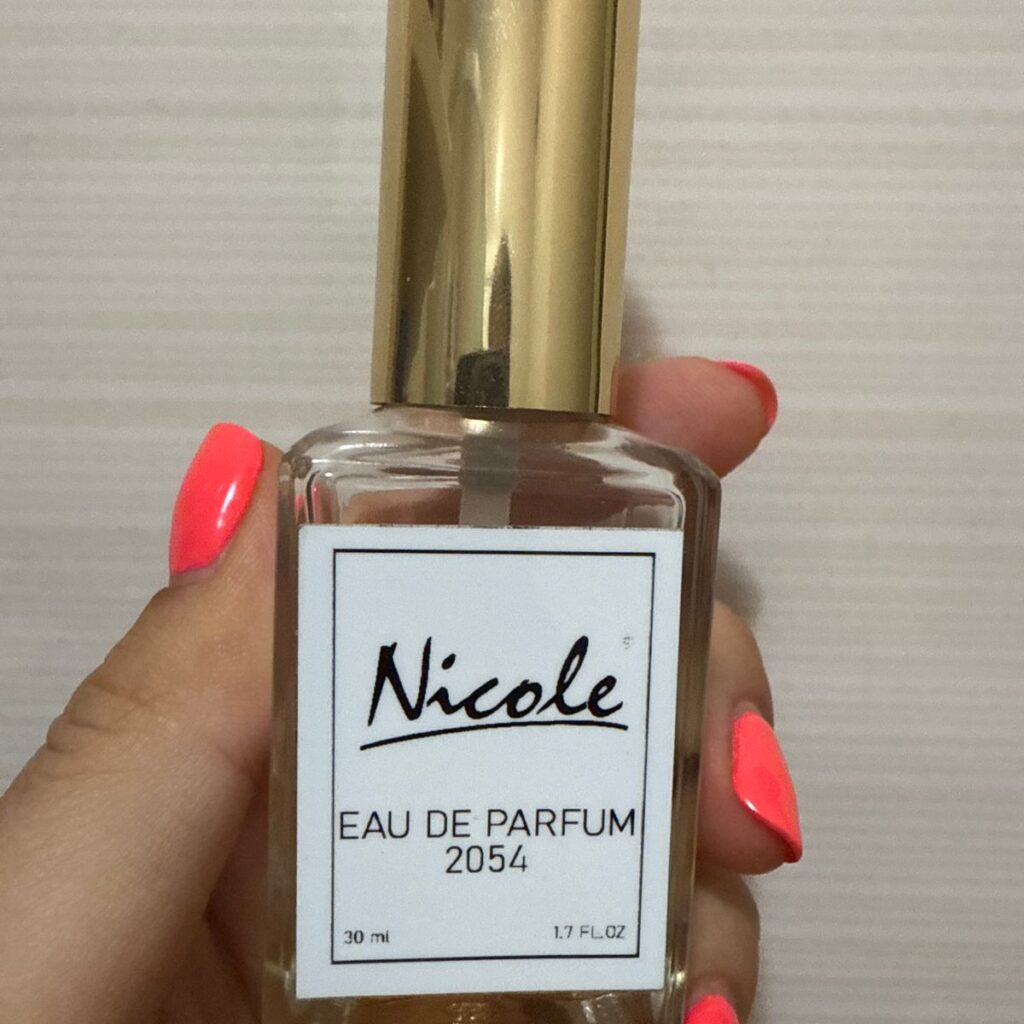 Nicole®
EAU DE PARFUM
2054
30 ml 1.7 FL.OZ